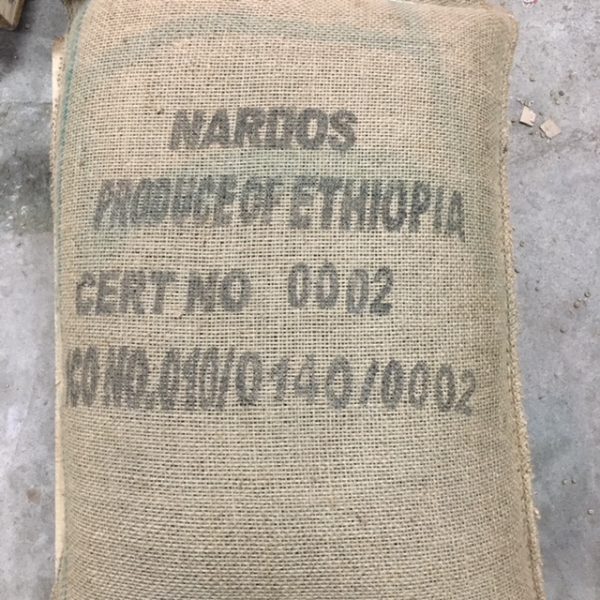 NARDOS
PRODUCE OF ETHIOPIA
CERT NO 0002
ICO NO.010/0140/0002